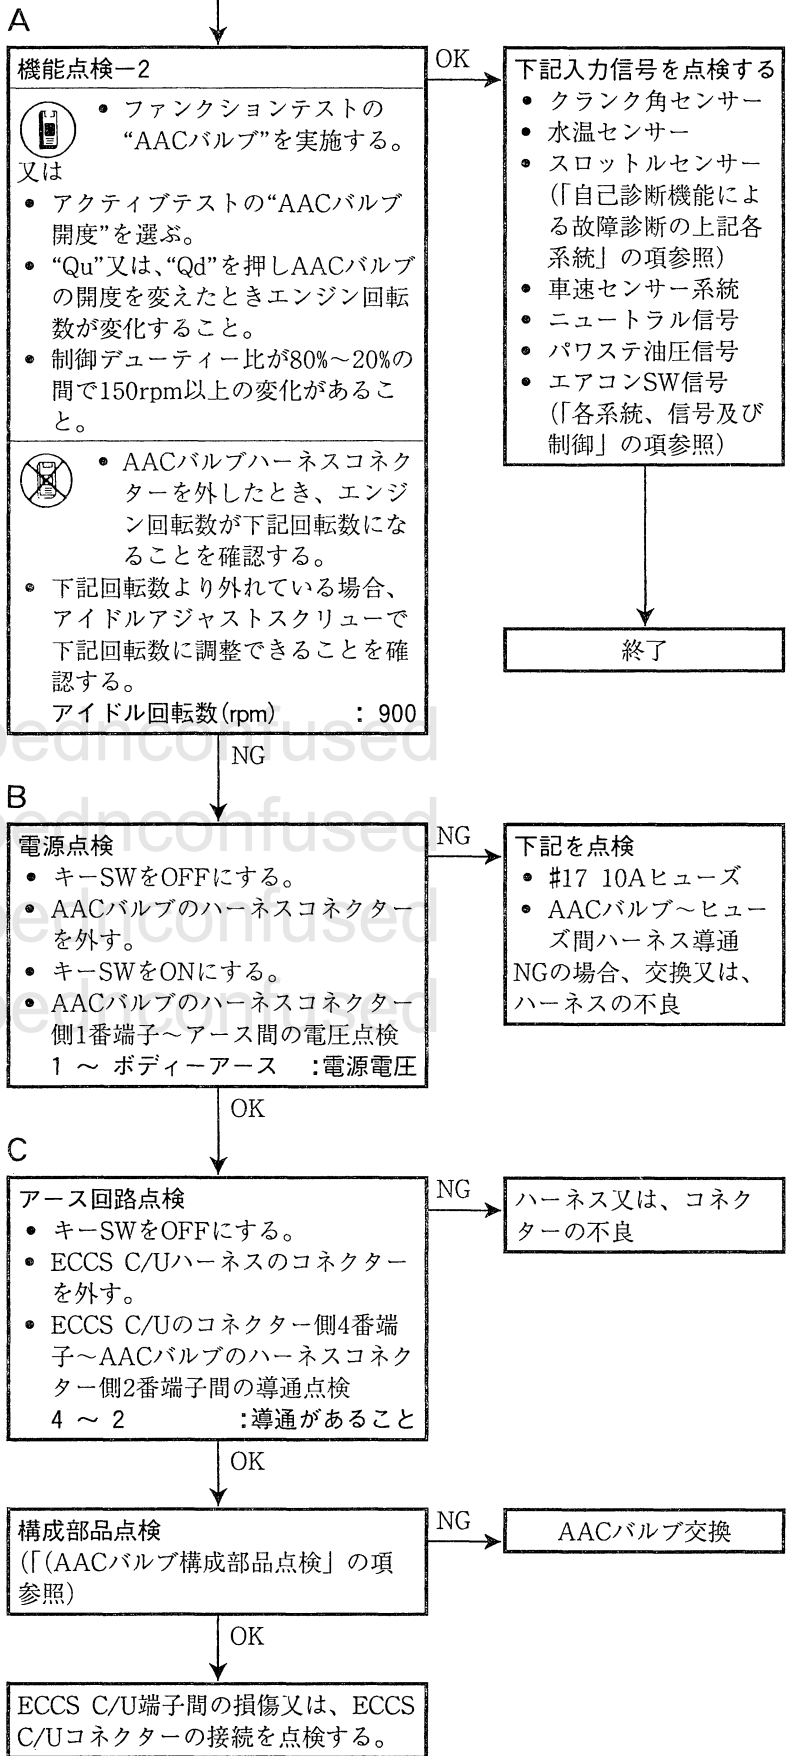 A
機能点検－2
• ファンクションテストの
“AACバルブ”を実施する。
又は
• アクティブテストの“AACバルブ
開度”を選ぶ。
• “Qu”又は、“Qd”を押しAACバルブ
の開度を変えたときエンジン回転
数が変化すること。
• 制御デューティー比が80%～20%の
間で150rpm以上の変化があるこ
と。
• AACバルブハーネスコネク
ターを外したとき、エンジ
ン回転数が下記回転数にな
ることを確認する。
• 下記回転数より外れている場合、
アイドルアジャストスクリューで
下記回転数に調整できることを確
認する。
アイドル回転数(rpm) : 900
OK
下記入力信号を点検する
• クランク角センサー
• 水温センサー
• スロットルセンサー
(「自己診断機能によ
る故障診断の上記各
系統」の項参照)
• 車速センサー系統
• ニュートラル信号
• パワステ油圧信号
• エアコンSW信号
(「各系統、信号及び
制御」の項参照)
終了
NG
B
電源点検
• キーSWをOFFにする。
• AACバルブのハーネスコネクター
を外す。
• キーSWをONにする。
• AACバルブのハーネスコネクター
側1番端子～アース間の電圧点検
1 ～ ボディーアース :電源電圧
NG
下記を点検
• #17 10Aヒューズ
• AACバルブ～ヒュー
ズ間ハーネス導通
NGの場合、交換又は、
ハーネスの不良
OK
C
アース回路点検
• キーSWをOFFにする。
• ECCS C/Uハーネスのコネクター
を外す。
• ECCS C/Uのコネクター側4番端
子～AACバルブのハーネスコネク
ター側2番端子間の導通点検
4 ～ 2 :導通があること
NG
ハーネス又は、コネク
ターの不良
OK
構成部品点検
(「(AACバルブ構成部品点検」の項
参照)
NG
AACバルブ交換
OK
ECCS C/U端子間の損傷又は、ECCS
C/Uコネクターの接続を点検する。
pednconfused
pednconfused
pednconfused
pednconfused